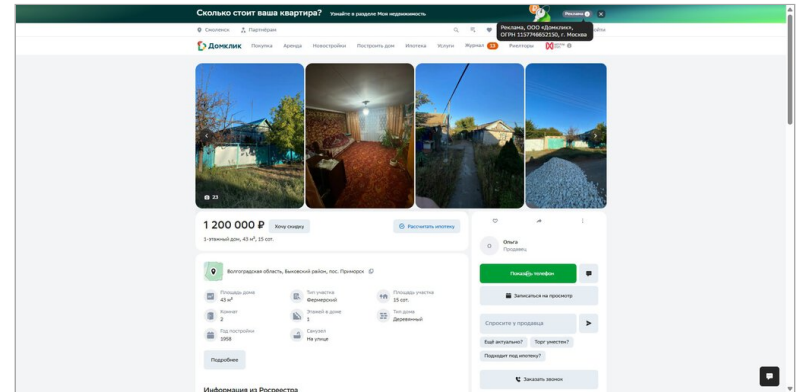 Сколько стоит ваша квартира? Узнайте в разделе Моя недвижимость
Реклама
Реклама, ООО «Домклик»,
ОГРН 1157746652150, г. Москва
Смоленск Партнёрам
Домклик Покупка Аренда Новостройки Построить дом Ипотека Услуги Журнал 12 Риелторы
23
1 200 000 ₽ Хочу скидку Рассчитать ипотеку
1-этажный дом, 43 м², 15 сот.
Ольга
Продавец
Показать телефон
Записаться на просмотр
Спросите у продавца
Ещё актуально? Торг уместен?
Подходит под ипотеку?
Заказать звонок
Волгоградская область, Быковский район, пос. Приморск
Площадь дома
43 м²
Тип участка
Фермерский
Площадь участка
15 сот.
Комнат
2
Этажей в доме
1
Тип дома
Деревянный
Год постройки
1958
Санузел
На улице
Подробнее
Информация из Росреестра